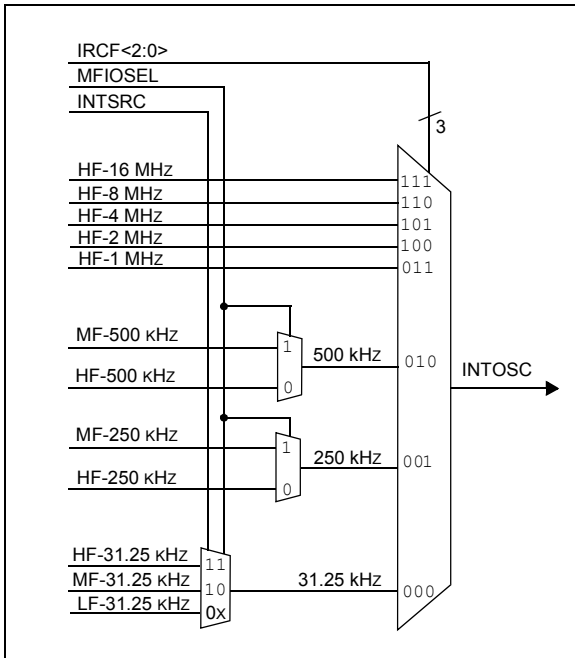 IRCF<2:0>
MFIOSEL
INTSRC
3
HF-16 MHz
111
HF-8 MHz
110
HF-4 MHz
101
HF-2 MHz
100
HF-1 MHz
011
MF-500 KHz
1
500 kHz
010
HF-500 KHz
0
INTOSC
MF-250 KHz
1
250 kHz
001
HF-250 KHz
0
HF-31.25 KHz
11
MF-31.25 KHz
10
31.25 kHz
000
LF-31.25 KHz
0x